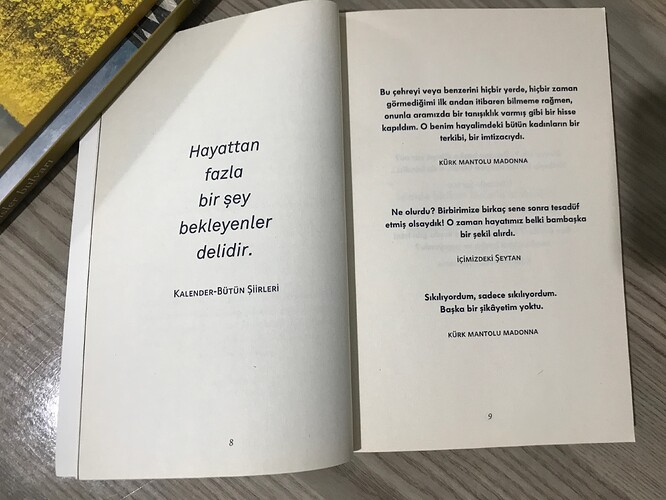 Hayattan
fazla
bir şey
bekleyenler
delidir.
Kalender-Bütün Şiirleri
8
Bu çehreyi veya benzerini hiçbir yerde, hiçbir zaman
görmediğimi ilk andan itibaren bilmeme rağmen,
onunla aramızda bir tanışıklık varmış gibi bir hisse
kapıldım. O benim hayalimdeki bütün kadınların bir
terkibi, bir imtizacıydı.
KÜRK MANTOLU MADONNA
Ne olurdu? Birbirimize birkaç sene sonra tesadüf
etmiş olsaydık! O zaman hayatımız belki bambaşka
bir şekil alırdı.
İÇİMİZDEKİ ŞEYTAN
Sıkılıyordum, sadece sıkılıyordum.
Başka bir şikâyetim yoktu.
KÜRK MANTOLU MADONNA
9
bulvarı